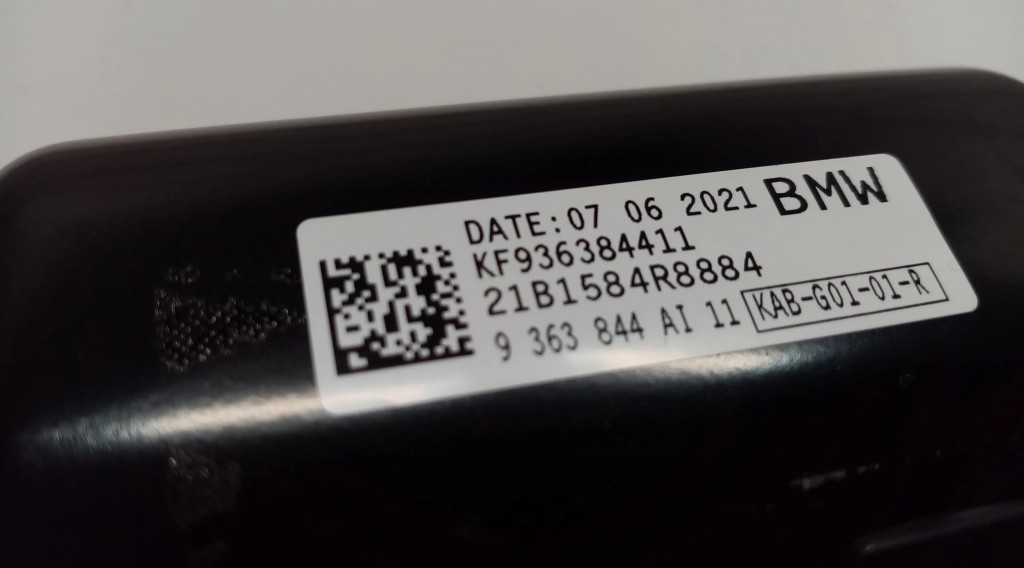 DATE:07 06 2021 BMW
KF936384411
21B1584R8884
9 363 844 AI 11 KAB-G01-01-R